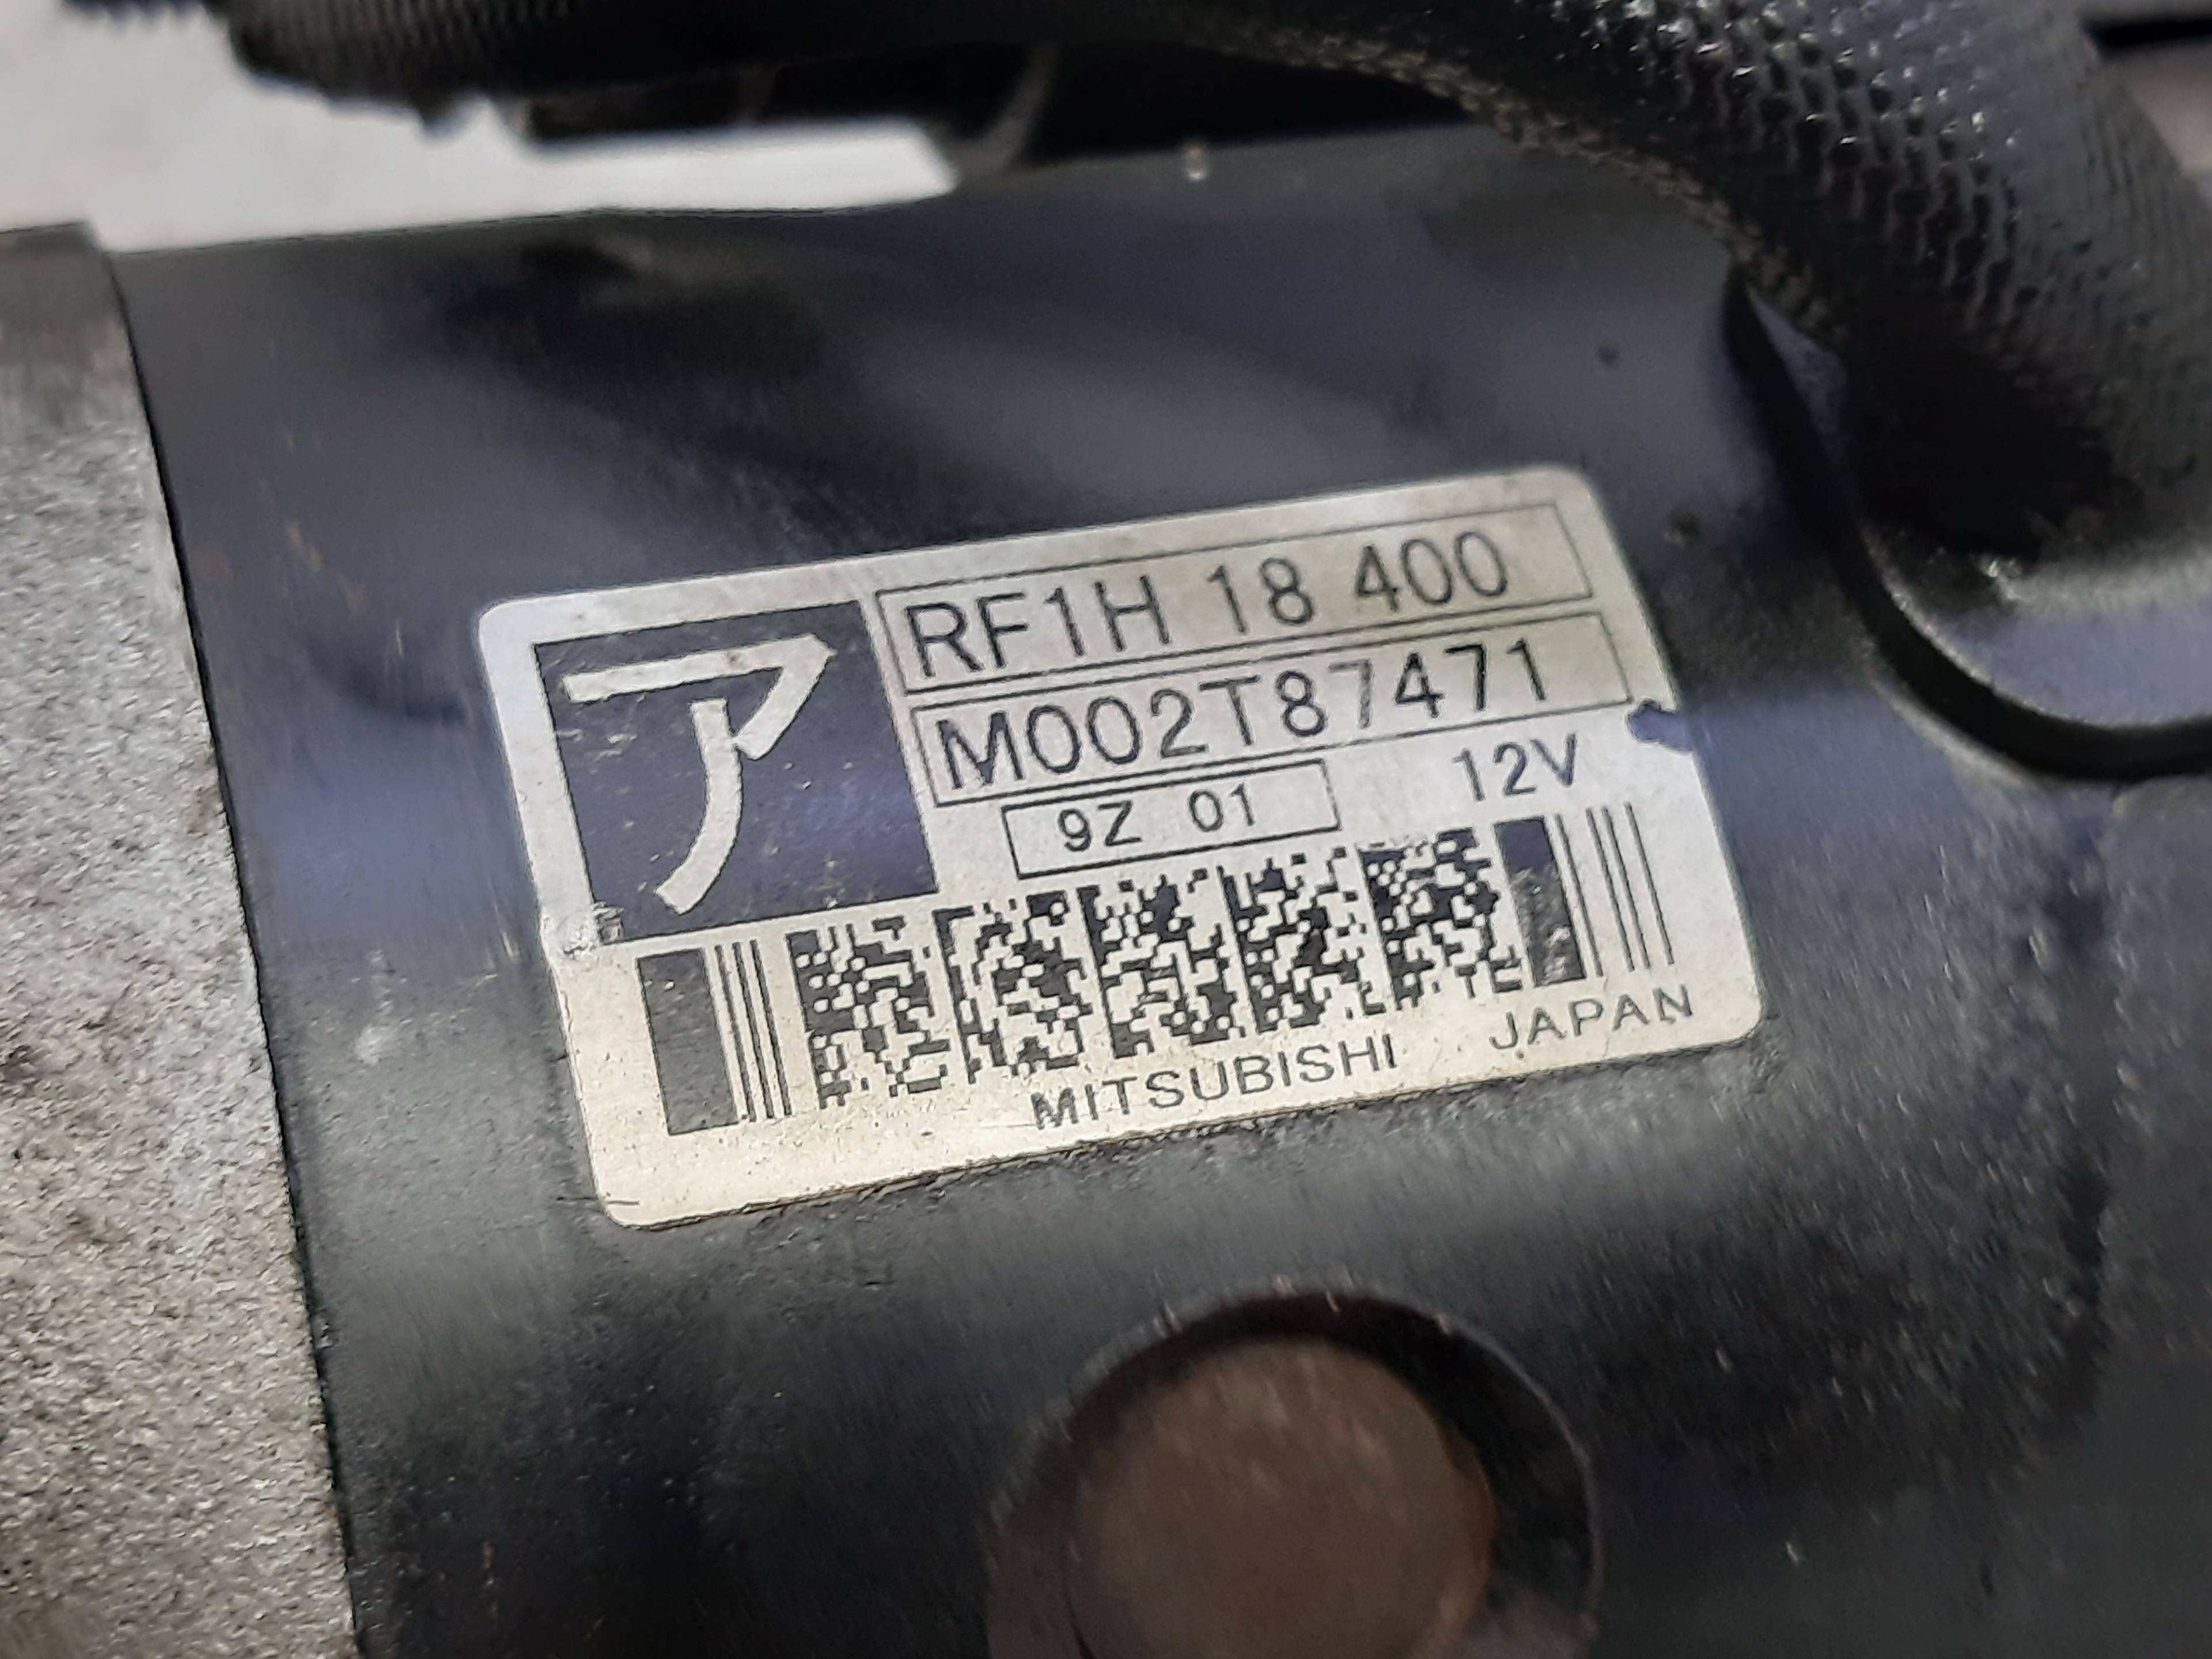 ア
RF1H 18 400
M002T87471
9Z 01
12V
MITSUBISHI JAPAN